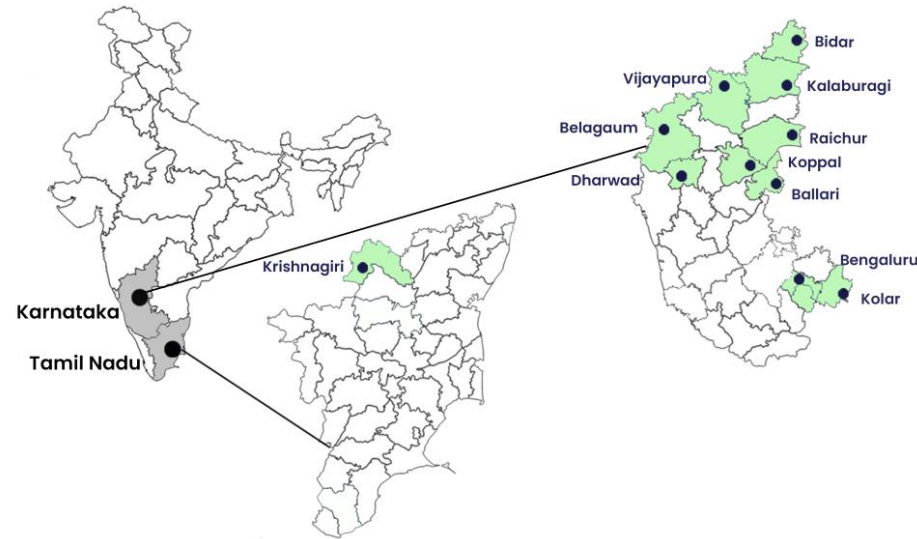 Karnataka
Tamil Nadu
Krishnagiri
Bidar
Vijayapura
Kalaburagi
Belagaum
Raichur
Koppal
Dharwad
Ballari
Bengaluru
Kolar